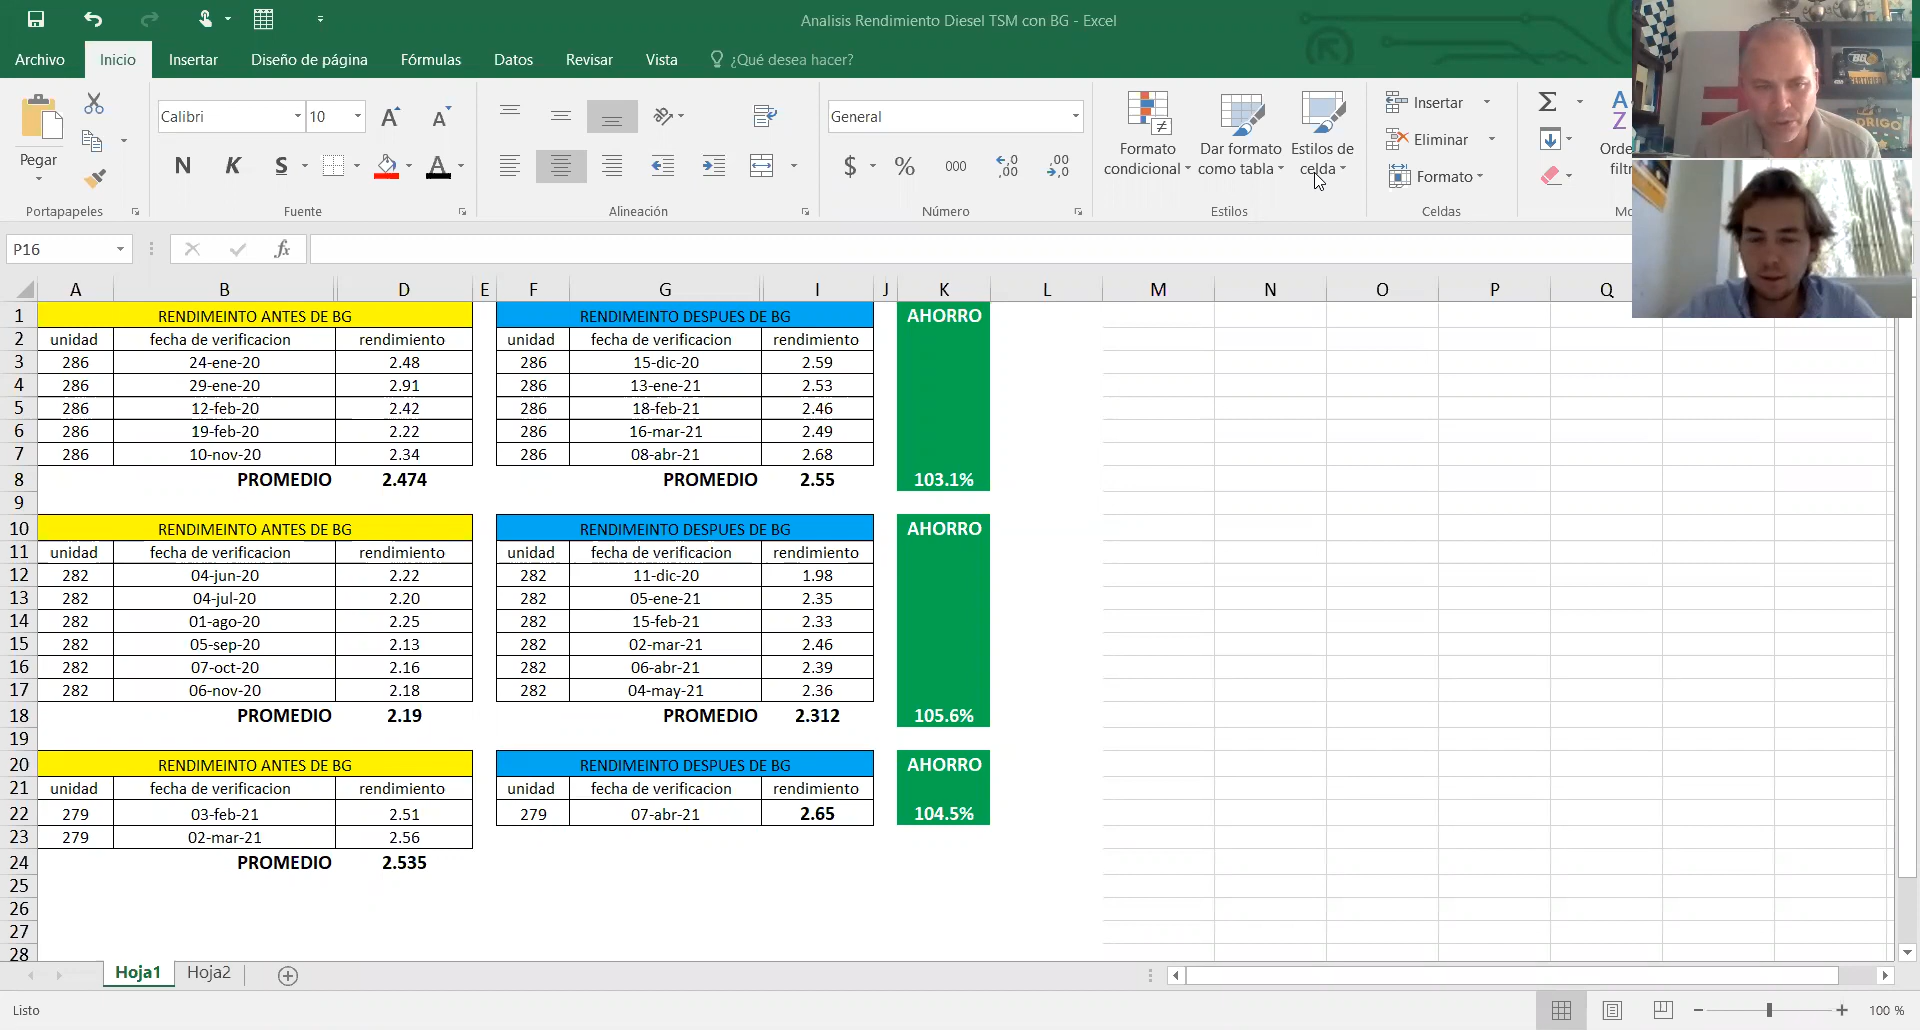 Analisis Rendimiento Diesel TSM con BG - Excel
Archivo Inicio Insertar Diseño de página Fórmulas Datos Revisar Vista ¿Qué desea hacer?
Pegar
Calibri 10
N K S A
General
$ % 000
Formato condicional
Dar formato como tabla
Estilos de celda
Insertar
Eliminar
Formato
Portapapeles Fuente Alineación Número Estilos Celdas
P16 fx
A B D E F G I J K L M N O P Q
1 RENDIMEINTO ANTES DE BG RENDIMEINTO DESPUES DE BG AHORRO
2 unidad fecha de verificacion rendimiento unidad fecha de verificacion rendimiento
3 286 24-ene-20 2.48 286 15-dic-20 2.59
4 286 29-ene-20 2.91 286 13-ene-21 2.53
5 286 12-feb-20 2.42 286 18-feb-21 2.46
6 286 19-feb-20 2.22 286 16-mar-21 2.49
7 286 10-nov-20 2.34 286 08-abr-21 2.68
8 PROMEDIO 2.474 PROMEDIO 2.55 103.1%
9
10 RENDIMEINTO ANTES DE BG RENDIMEINTO DESPUES DE BG AHORRO
11 unidad fecha de verificacion rendimiento unidad fecha de verificacion rendimiento
12 282 04-jun-20 2.22 282 11-dic-20 1.98
13 282 04-jul-20 2.20 282 05-ene-21 2.35
14 282 01-ago-20 2.25 282 15-feb-21 2.33
15 282 05-sep-20 2.13 282 02-mar-21 2.46
16 282 07-oct-20 2.16 282 06-abr-21 2.39
17 282 06-nov-20 2.18 282 04-may-21 2.36
18 PROMEDIO 2.19 PROMEDIO 2.312 105.6%
19
20 RENDIMEINTO ANTES DE BG RENDIMEINTO DESPUES DE BG AHORRO
21 unidad fecha de verificacion rendimiento unidad fecha de verificacion rendimiento
22 279 03-feb-21 2.51 279 07-abr-21 2.65 104.5%
23 279 02-mar-21 2.56
24 PROMEDIO 2.535
25
26
27
28
Hoja1 Hoja2
Listo 100 %